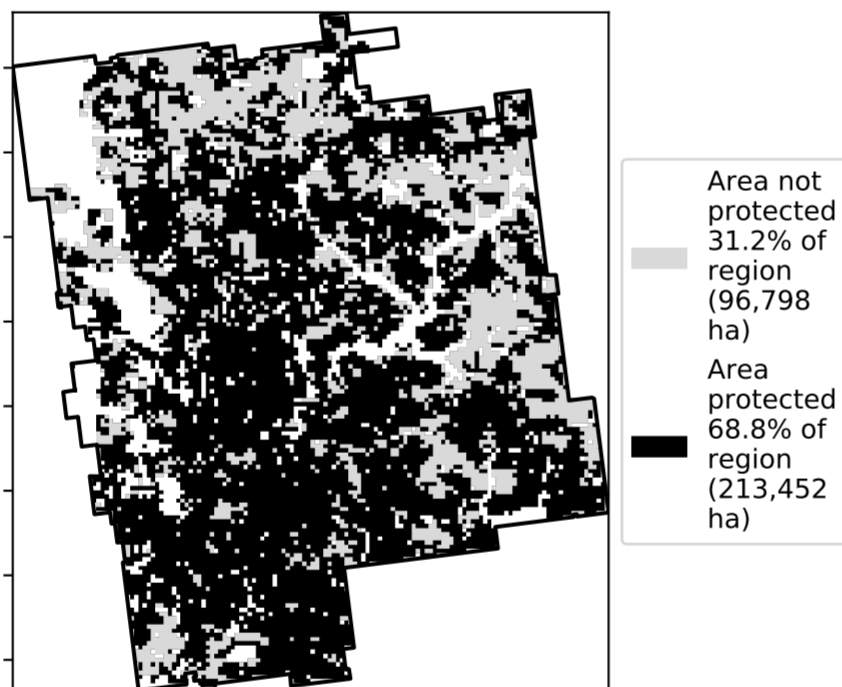 Area not
protected
31.2% of
region
(96,798
ha)
Area
protected
68.8% of
region
(213,452
ha)